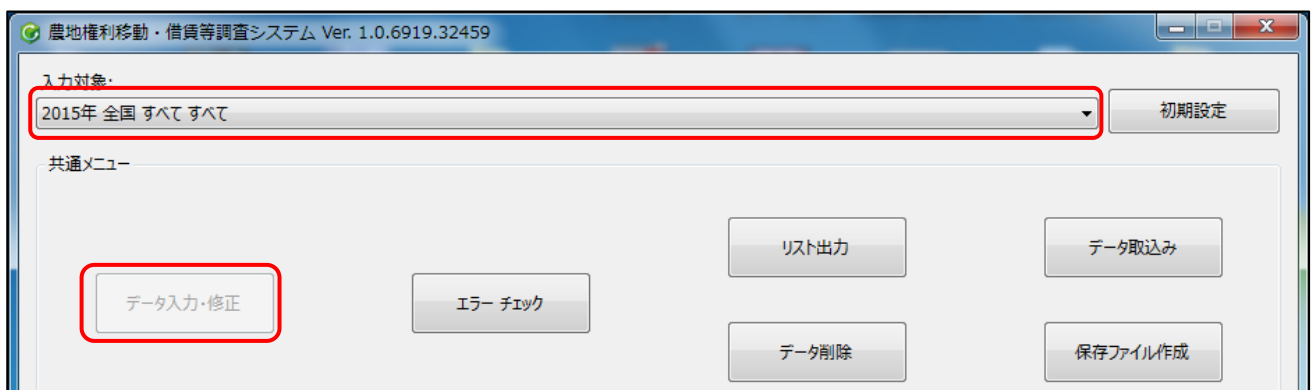 農地権利移動・借賃等調査システム Ver. 1.0.6919.32459
入力対象:
2015年 全国 すべて すべて
初期設定
共通メニュー
リスト出力
データ取込み
データ入力・修正
エラー チェック
データ削除
保存ファイル作成